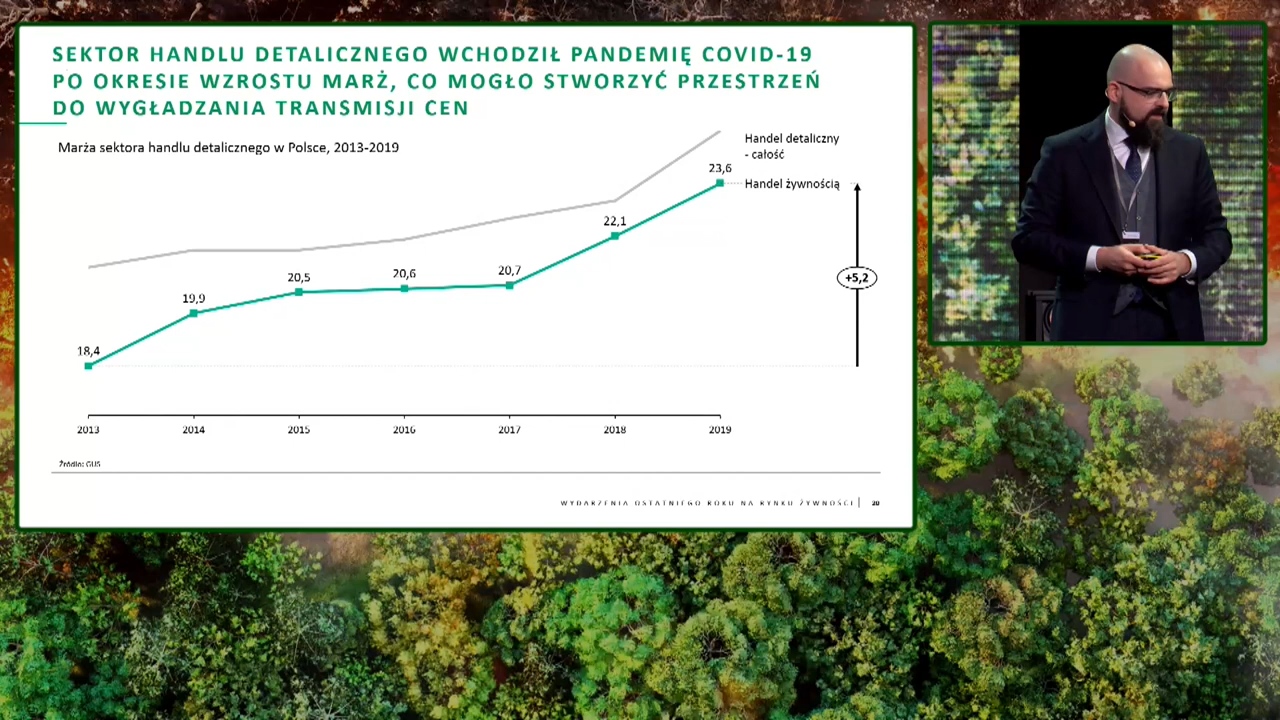 SEKTOR HANDLU DETALICZNEGO WCHODZIŁ PANDEMIĘ COVID-19
PO OKRESIE WZROSTU MARŻ, CO MOGŁO STWORZYĆ PRZESTRZEŃ
DO WYGŁADZANIA TRANSMISJI CEN
Marża sektora handlu detalicznego w Polsce, 2013-2019
Handel detaliczny
- całość
23,6
Handel żywnością
22,1
20,5
20,6
20,7
+5,2
19,9
18,4
2013
2014
2015
2016
2017
2018
2019
Źródło: GUS
WYDARZENIA OSTATNIEGO ROKU NA RYNKU ŻYWNOŚCI | 20